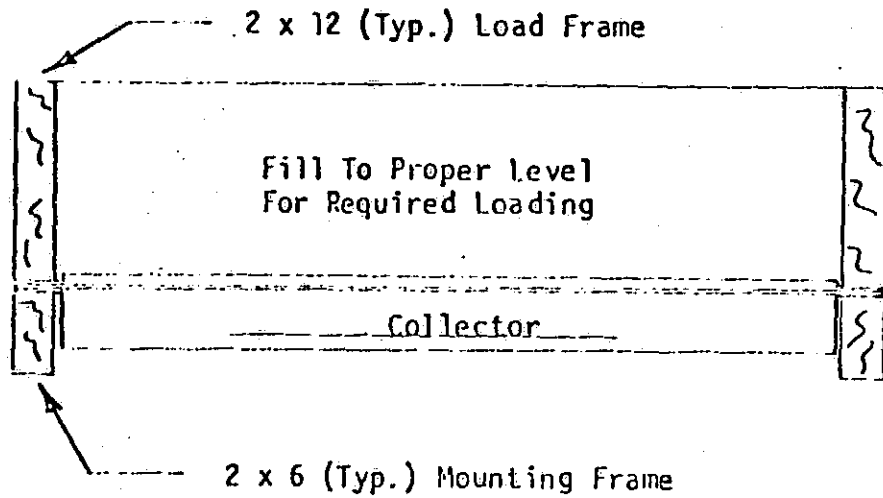 2 x 12 (Typ.) Load Frame
Fill To Proper Level
For Required Loading
Collector
2 x 6 (Typ.) Mounting Frame